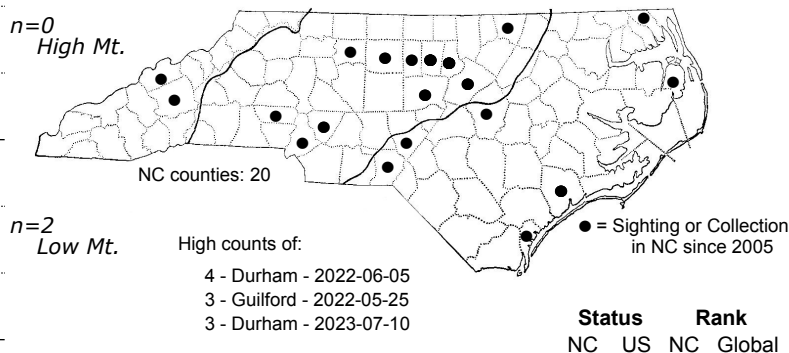 n=0
High Mt.
NC counties: 20
n=2
Low Mt.
High counts of:
4 - Durham - 2022-06-05
3 - Guilford - 2022-05-25
3 - Durham - 2023-07-10
● = Sighting or Collection
in NC since 2005
Status Rank
NC US NC Global